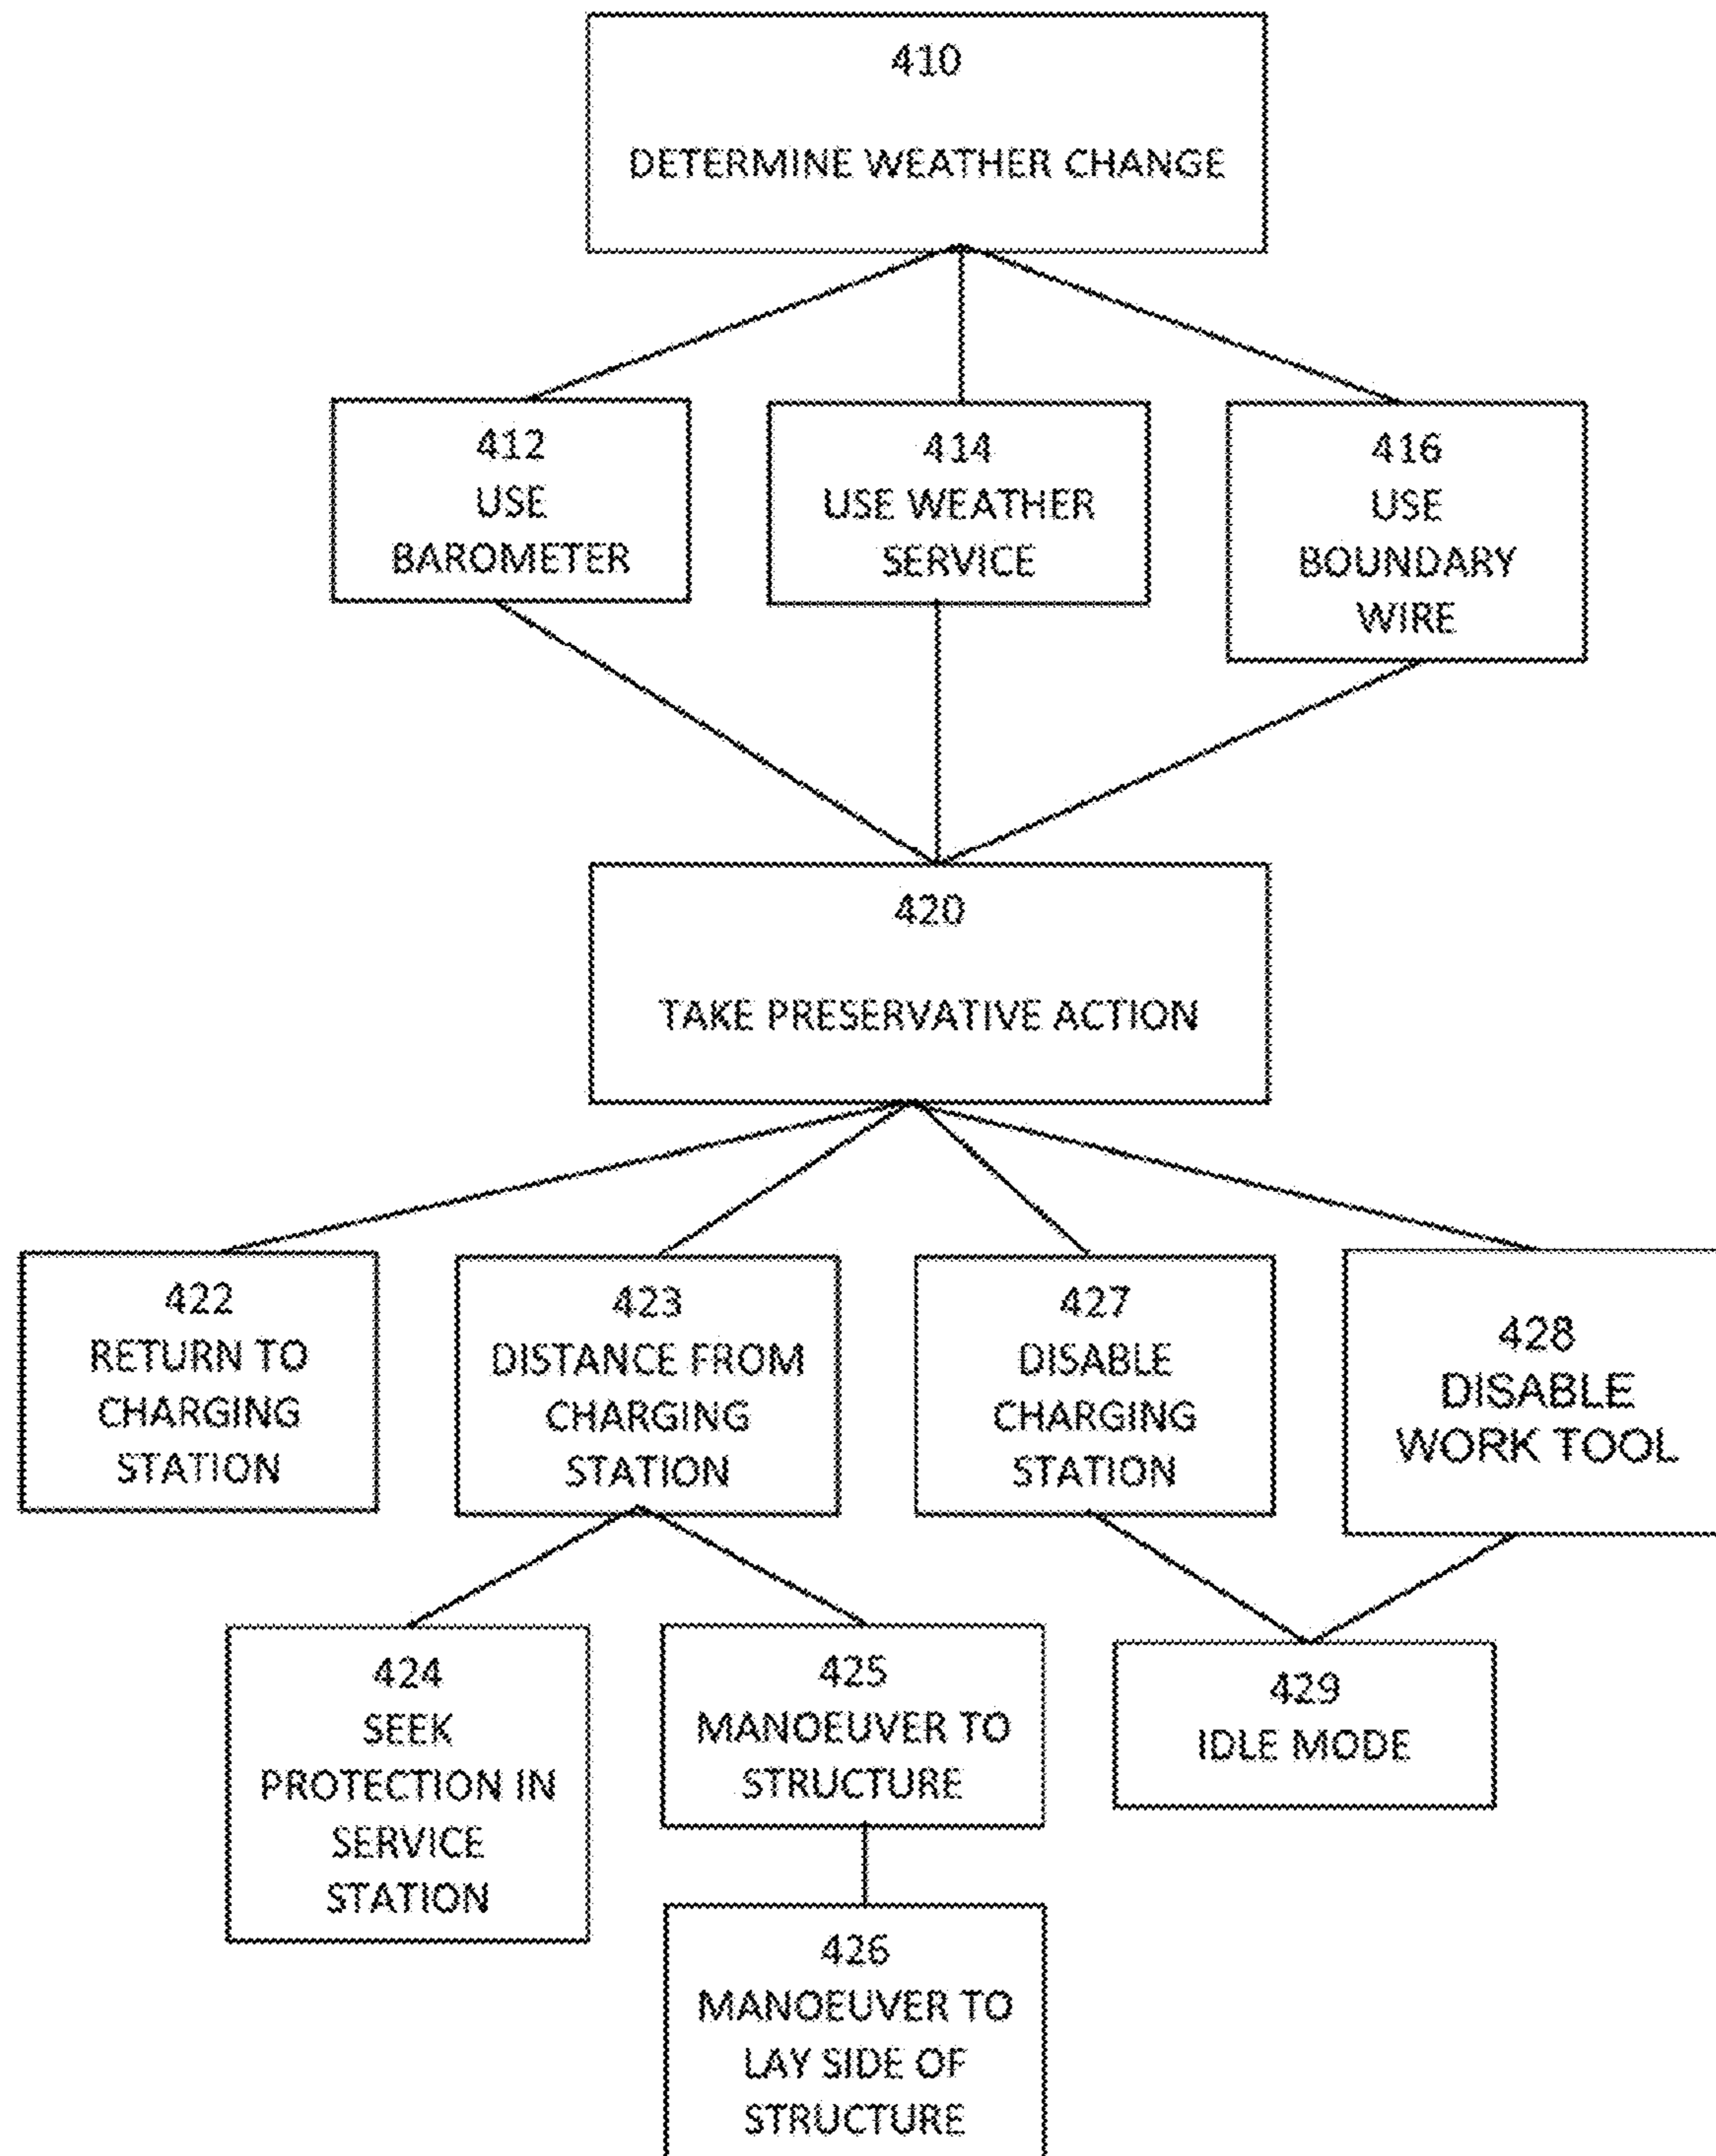 410
DETERMINE WEATHER CHANGE
412
USE
BAROMETER
414
USE WEATHER
SERVICE
416
USE
BOUNDARY
WIRE
420
TAKE PRESERVATIVE ACTION
422
RETURN TO
CHARGING
STATION
423
DISTANCE FROM
CHARGING
STATION
427
DISABLE
CHARGING
STATION
428
DISABLE
WORK TOOL
424
SEEK
PROTECTION IN
SERVICE
STATION
425
MANOEUVER TO
STRUCTURE
429
IDLE MODE
426
MANOEUVER TO
LAY SIDE OF
STRUCTURE